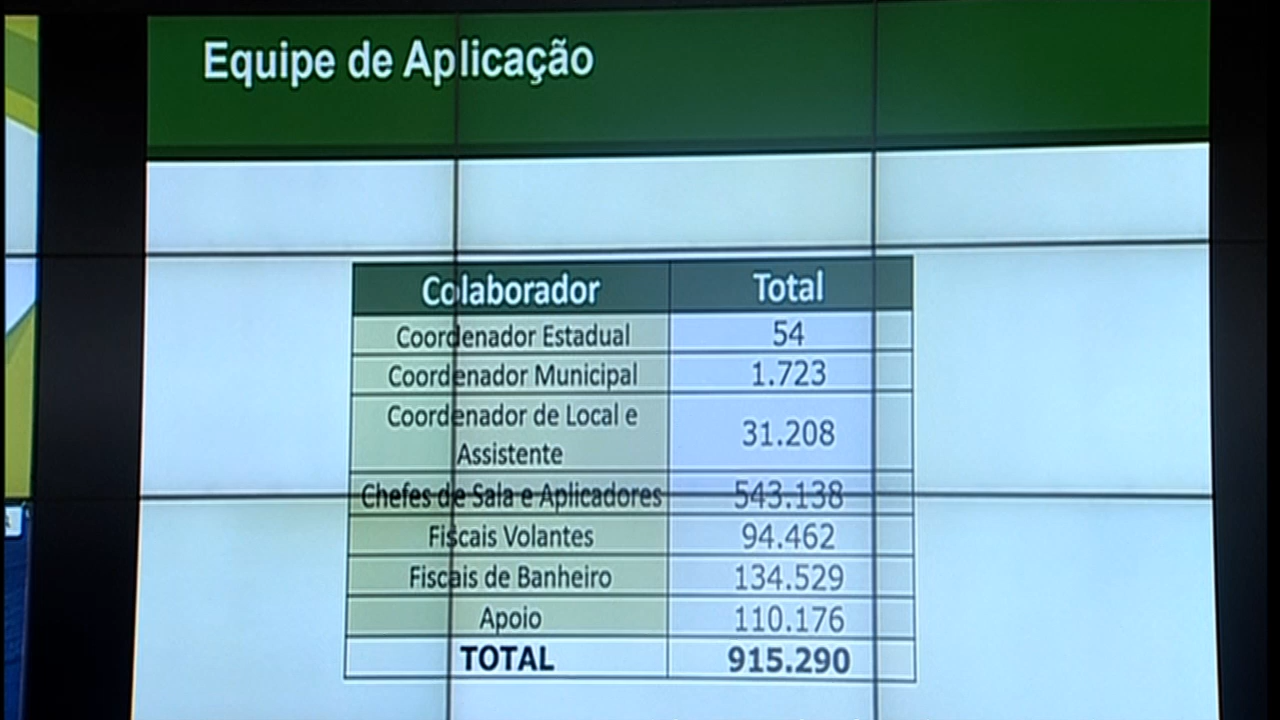 Equipe de Aplicação
Colaborador Total
Coordenador Estadual 54
Coordenador Municipal 1.723
Coordenador de Local e
Assistente 31.208
Chefes de Sala e Aplicadores 543.138
Fiscais Volantes 94.462
Fiscais de Banheiro 134.529
Apoio 110.176
TOTAL 915.290